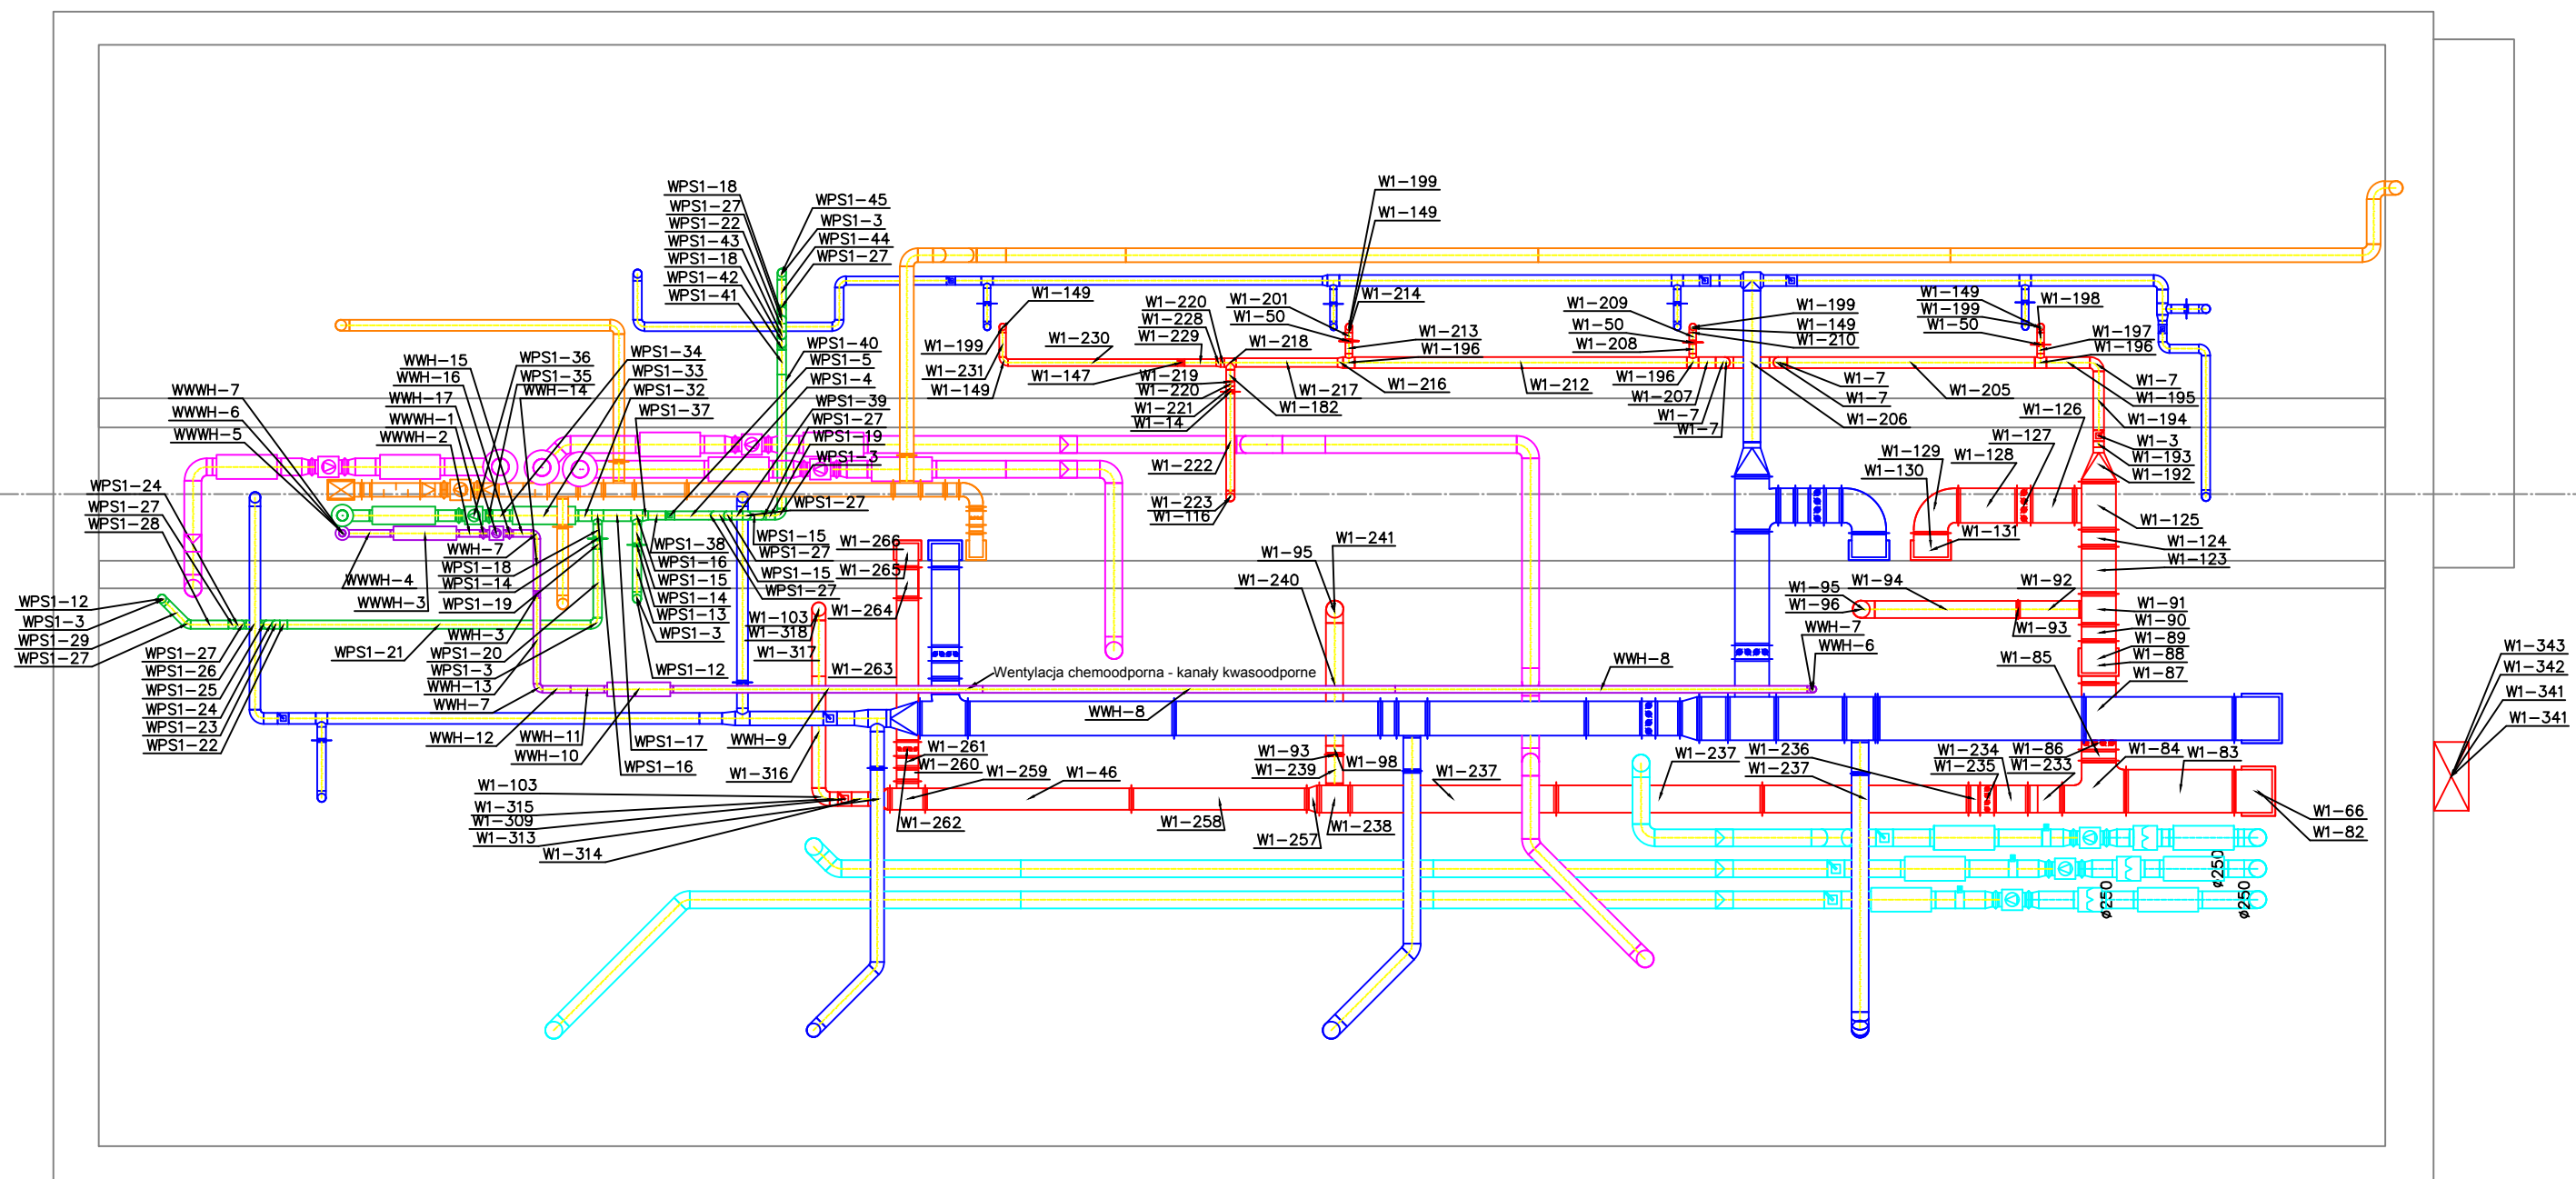 WPS1-18
WPS1-27
WPS1-22
WPS1-43
WPS1-18
WPS1-42
WPS1-41
WPS1-45
WPS1-3
WPS1-44
WPS1-27
W1-199
W1-149
W1-149
W1-220
W1-228
W1-229
W1-230
W1-199
W1-231
W1-149
W1-147
W1-201
W1-50
W1-214
W1-213
W1-218
W1-196
W1-219
W1-220
W1-221
W1-14
W1-182
W1-217
W1-216
W1-212
W1-209
W1-50
W1-208
W1-199
W1-149
W1-210
W1-196
W1-207
W1-7
W1-7
W1-7
W1-7
W1-206
W1-205
W1-149
W1-199
W1-50
W1-198
W1-197
W1-196
W1-7
W1-195
W1-194
W1-3
W1-193
W1-192
W1-126
W1-127
W1-128
W1-129
W1-130
W1-131
W1-125
W1-124
W1-123
WPS1-40
WPS1-5
WPS1-4
WPS1-39
WPS1-27
WPS1-19
WPS1-3
WPS1-27
WPS1-34
WPS1-33
WPS1-32
WPS1-37
WPS1-36
WPS1-35
WWH-14
WWH-15
WWH-16
WWH-17
WWWH-1
WWWH-2
WWWH-7
WWWH-6
WWWH-5
WPS1-24
WPS1-27
WPS1-28
W1-222
W1-223
W1-116
WWH-7
WPS1-18
WPS1-14
WPS1-19
WWWH-4
WWWH-3
WPS1-38
WPS1-16
WPS1-15
WPS1-14
WPS1-13
WPS1-3
WPS1-12
WPS1-15
WPS1-27
WPS1-15
WPS1-27
W1-266
W1-265
W1-264
W1-103
W1-318
W1-317
W1-263
W1-95
W1-241
W1-240
W1-95
W1-96
W1-94
W1-92
W1-93
W1-91
W1-90
W1-89
W1-88
W1-87
W1-85
WPS1-12
WPS1-3
WPS1-29
WPS1-27
WPS1-27
WPS1-26
WPS1-25
WPS1-24
WPS1-23
WPS1-22
WPS1-21
WWH-3
WPS1-20
WPS1-3
WWH-13
WWH-7
WWH-12
WWH-11
WWH-10
WPS1-17
WPS1-16
WWH-9
Wentylacja chemoodporna - kanały kwasoodporne
WWH-8
WWH-8
WWH-7
WWH-6
W1-343
W1-342
W1-341
W1-341
W1-316
W1-103
W1-315
W1-309
W1-313
W1-314
W1-261
W1-260
W1-259
W1-262
W1-46
W1-258
W1-93
W1-239
W1-98
W1-257
W1-238
W1-237
W1-237
W1-236
W1-237
W1-234
W1-235
W1-86
W1-233
W1-84
W1-83
W1-66
W1-82
ø250
ø250
ø250